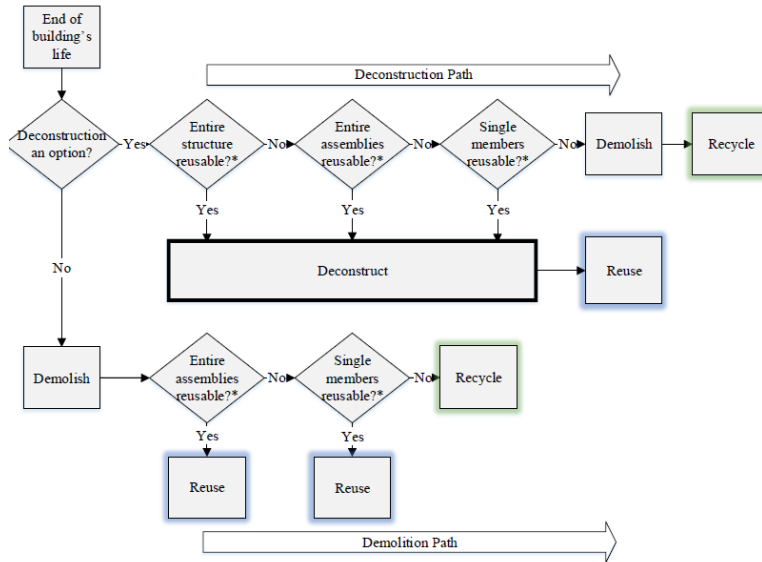 End of
building's
life
Deconstruction Path
Deconstruction
an option?
Yes
Entire
structure
reusable?*
No
Entire
assemblies
reusable?*
No
Single
members
reusable?*
No
Demolish
Recycle
Yes
Yes
Yes
No
Deconstruct
Reuse
Demolish
Entire
assemblies
reusable?*
No
Single
members
reusable?*
No
Recycle
Yes
Yes
Reuse
Reuse
Demolition Path